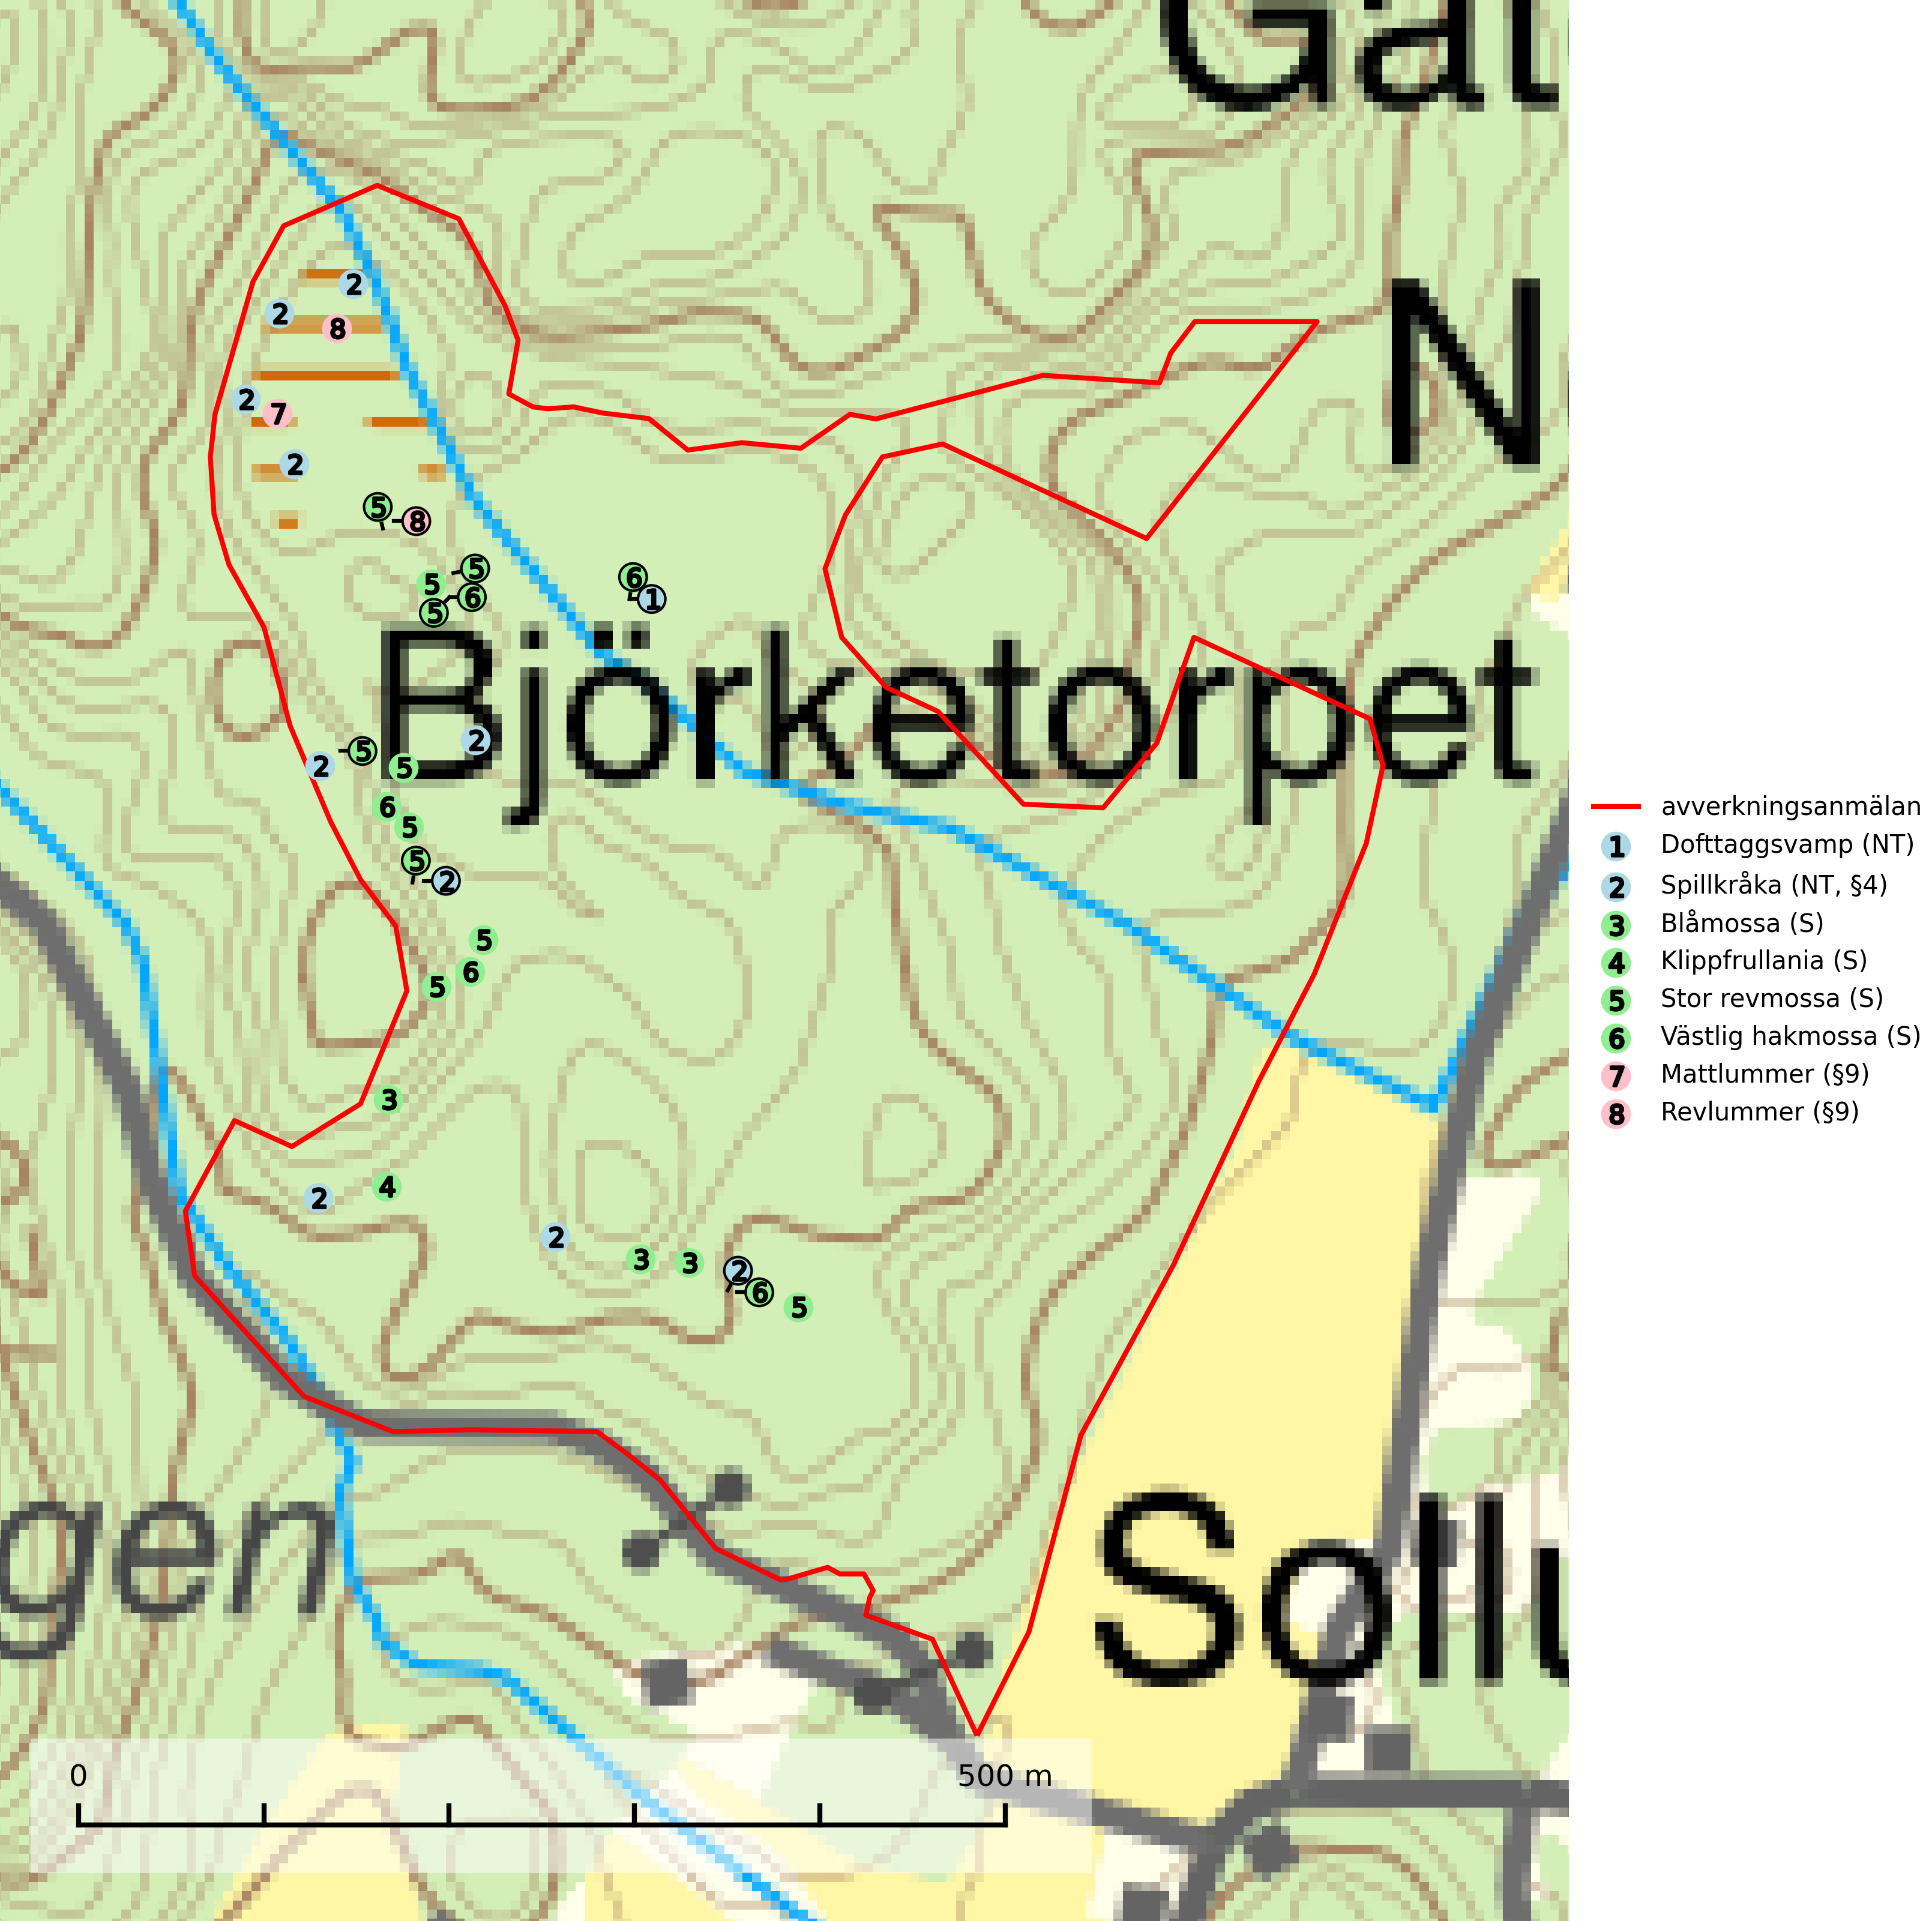 Gäl
N
2
2
8
2
7
2
5
8
5
5
6
5
6
1
Björketorpet
2
5
2
5
6
5
5
2
5
6
5
3
4
2
2
3
3
2
6
5
gen
Sollu
0
500 m
avverkningsanmälan
1 Dofttaggsvamp (NT)
2 Spillkråka (NT, §4)
3 Blåmossa (S)
4 Klippfrullania (S)
5 Stor revmossa (S)
6 Västlig hakmossa (S)
7 Mattlummer (§9)
8 Revlummer (§9)